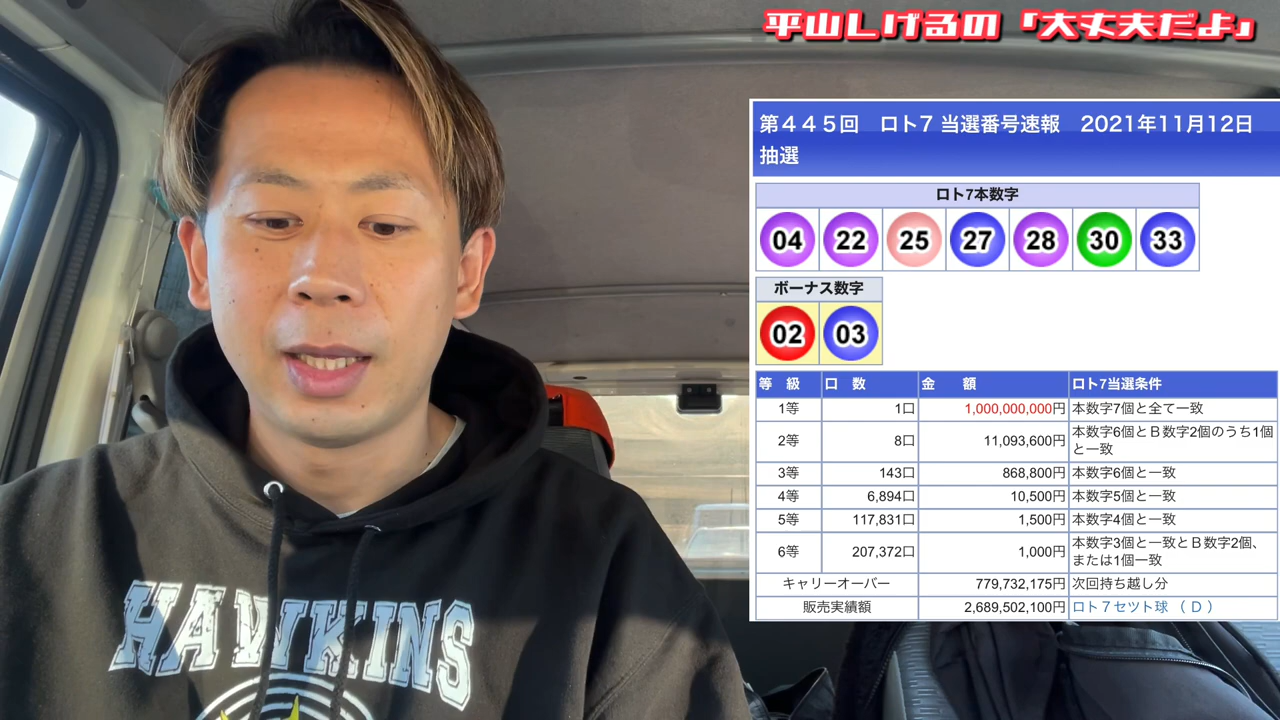 平山しげるの「大丈夫だよ」
第４４５回　ロト7 当選番号速報　2021年11月12日
抽選
ロト7本数字
04 22 25 27 28 30 33
ボーナス数字
02 03
等　級 口　数 金　　額 ロト7当選条件
1等 1口 1,000,000,000円 本数字7個と全て一致
2等 8口 11,093,600円 本数字6個とＢ数字2個のうち1個
と一致
3等 143口 868,800円 本数字6個と一致
4等 6,894口 10,500円 本数字5個と一致
5等 117,831口 1,500円 本数字4個と一致
6等 207,372口 1,000円 本数字3個と一致とＢ数字2個、
または1個一致
キャリーオーバー 779,732,175円 次回持ち越し分
販売実績額 2,689,502,100円 ロト７セツト球 （ Ｄ ）
HAWKINS